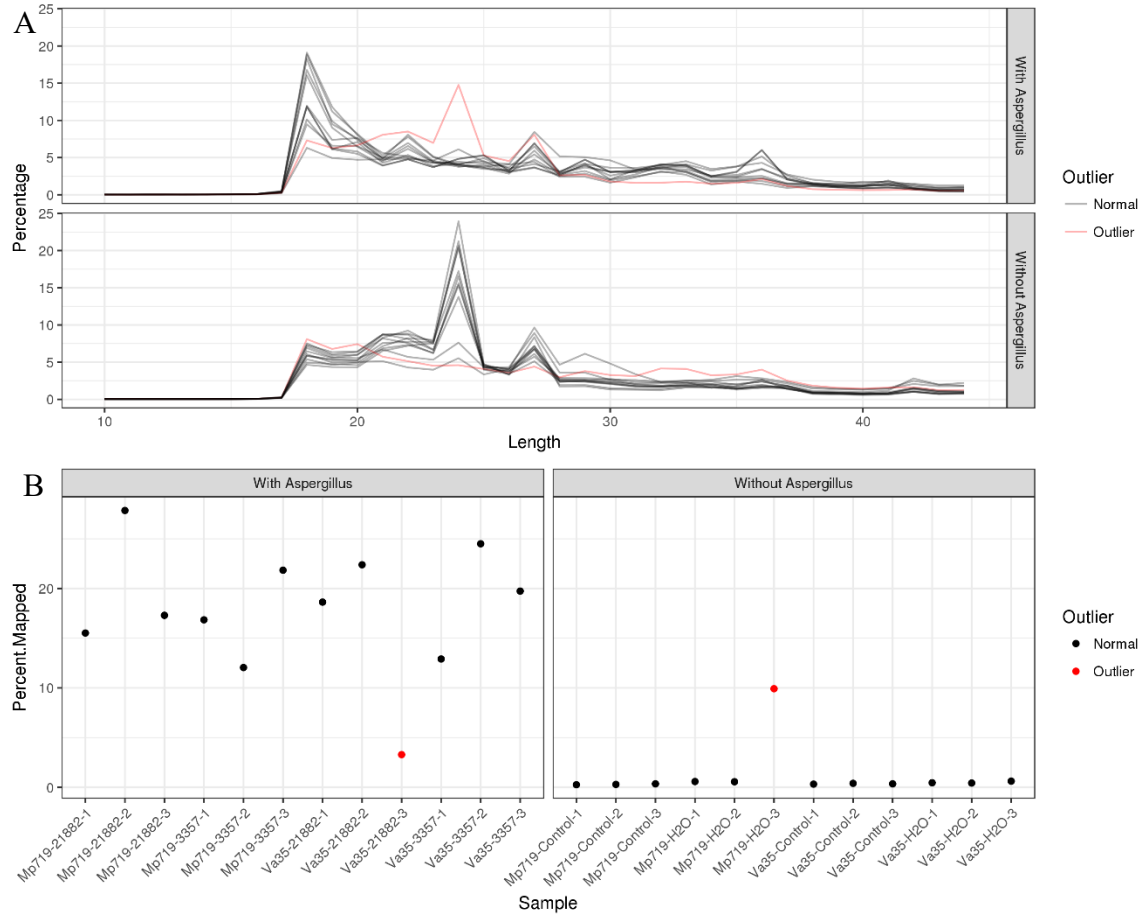 A
25
20
15
10
5
0
With Aspergillus
25
20
15
10
5
0
Without Aspergillus
Percentage
10
20
30
40
Length
Outlier
Normal
Outlier
B
With Aspergillus
Without Aspergillus
20
10
0
Percent.Mapped
Mp719-21882-1
Mp719-21882-2
Mp719-21882-3
Mp719-3357-1
Mp719-3357-2
Mp719-3357-3
Va35-21882-1
Va35-21882-2
Va35-21882-3
Va35-3357-1
Va35-3357-2
Va35-3357-3
Mp719-Control-1
Mp719-Control-2
Mp719-Control-3
Mp719-H2O-1
Mp719-H2O-2
Mp719-H2O-3
Va35-Control-1
Va35-Control-2
Va35-Control-3
Va35-H2O-1
Va35-H2O-2
Va35-H2O-3
Sample
Outlier
Normal
Outlier